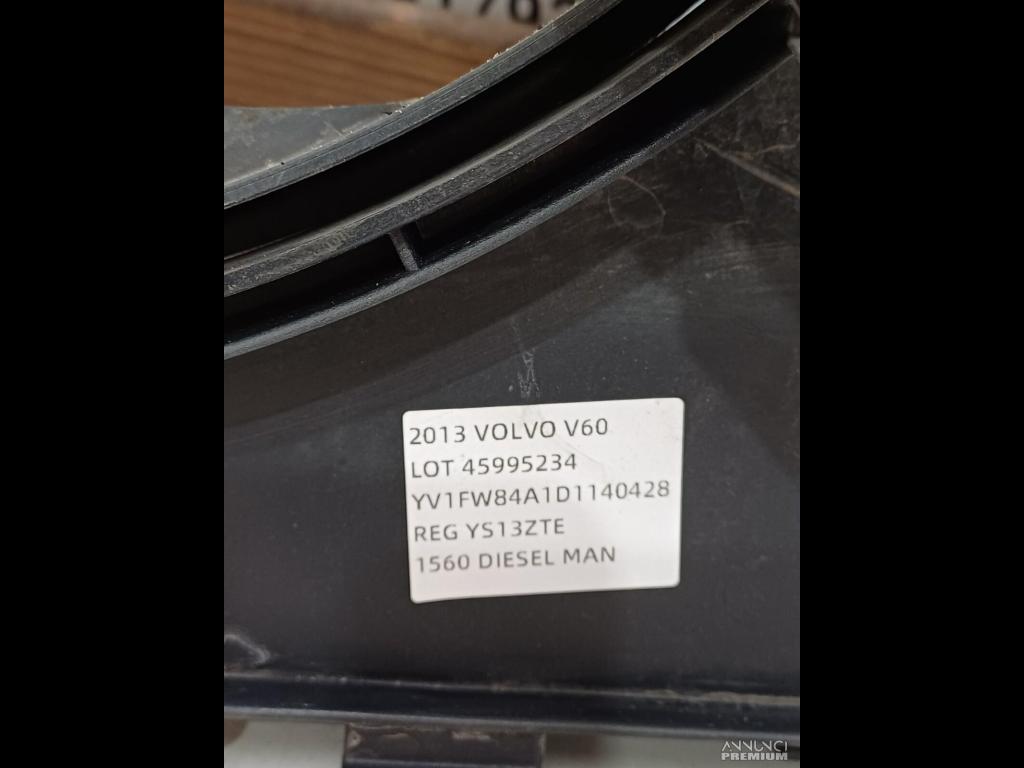 2013 VOLVO V60
LOT 45995234
YV1FW84A1D1140428
REG YS13ZTE
1560 DIESEL MAN
ANNUNCI
PREMIUM